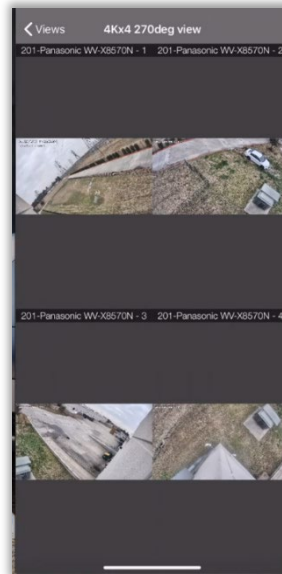 Views
4Kx4 270deg view
201-Panasonic WV-X8570N - 1
201-Panasonic WV-X8570N - 2
201-Panasonic WV-X8570N - 3
201-Panasonic WV-X8570N - 4